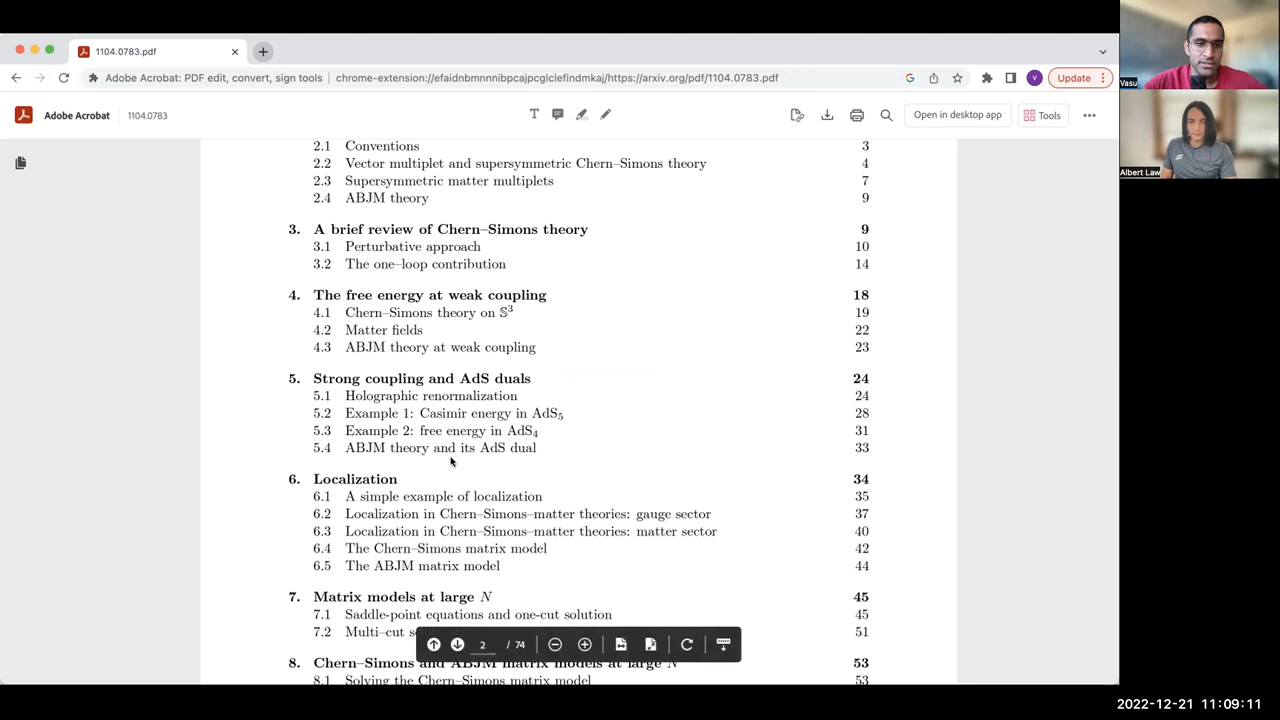 1104.0783.pdf
Adobe Acrobat: PDF edit, convert, sign tools | chrome-extension://efaidnbmnnnibpcajpcglclefindmkaj/https://arxiv.org/pdf/1104.0783.pdf
V
Update
Adobe Acrobat
1104.0783
Open in desktop app
Tools
Vasu
Albert Law
2.1 Conventions 3
2.2 Vector multiplet and supersymmetric Chern–Simons theory 4
2.3 Supersymmetric matter multiplets 7
2.4 ABJM theory 9
3. A brief review of Chern–Simons theory 9
3.1 Perturbative approach 10
3.2 The one–loop contribution 14
4. The free energy at weak coupling 18
4.1 Chern–Simons theory on 𝕊³ 19
4.2 Matter fields 22
4.3 ABJM theory at weak coupling 23
5. Strong coupling and AdS duals 24
5.1 Holographic renormalization 24
5.2 Example 1: Casimir energy in AdS₅ 28
5.3 Example 2: free energy in AdS₄ 31
5.4 ABJM theory and its AdS dual 33
6. Localization 34
6.1 A simple example of localization 35
6.2 Localization in Chern–Simons–matter theories: gauge sector 37
6.3 Localization in Chern–Simons–matter theories: matter sector 40
6.4 The Chern–Simons matrix model 42
6.5 The ABJM matrix model 44
7. Matrix models at large N 45
7.1 Saddle-point equations and one-cut solution 45
7.2 Multi–cut 51
2 / 74
8. Chern–Simons and ABJM matrix models at large N 53
8.1 Solving the Chern–Simons matrix model 53
2022-12-21 11:09:11